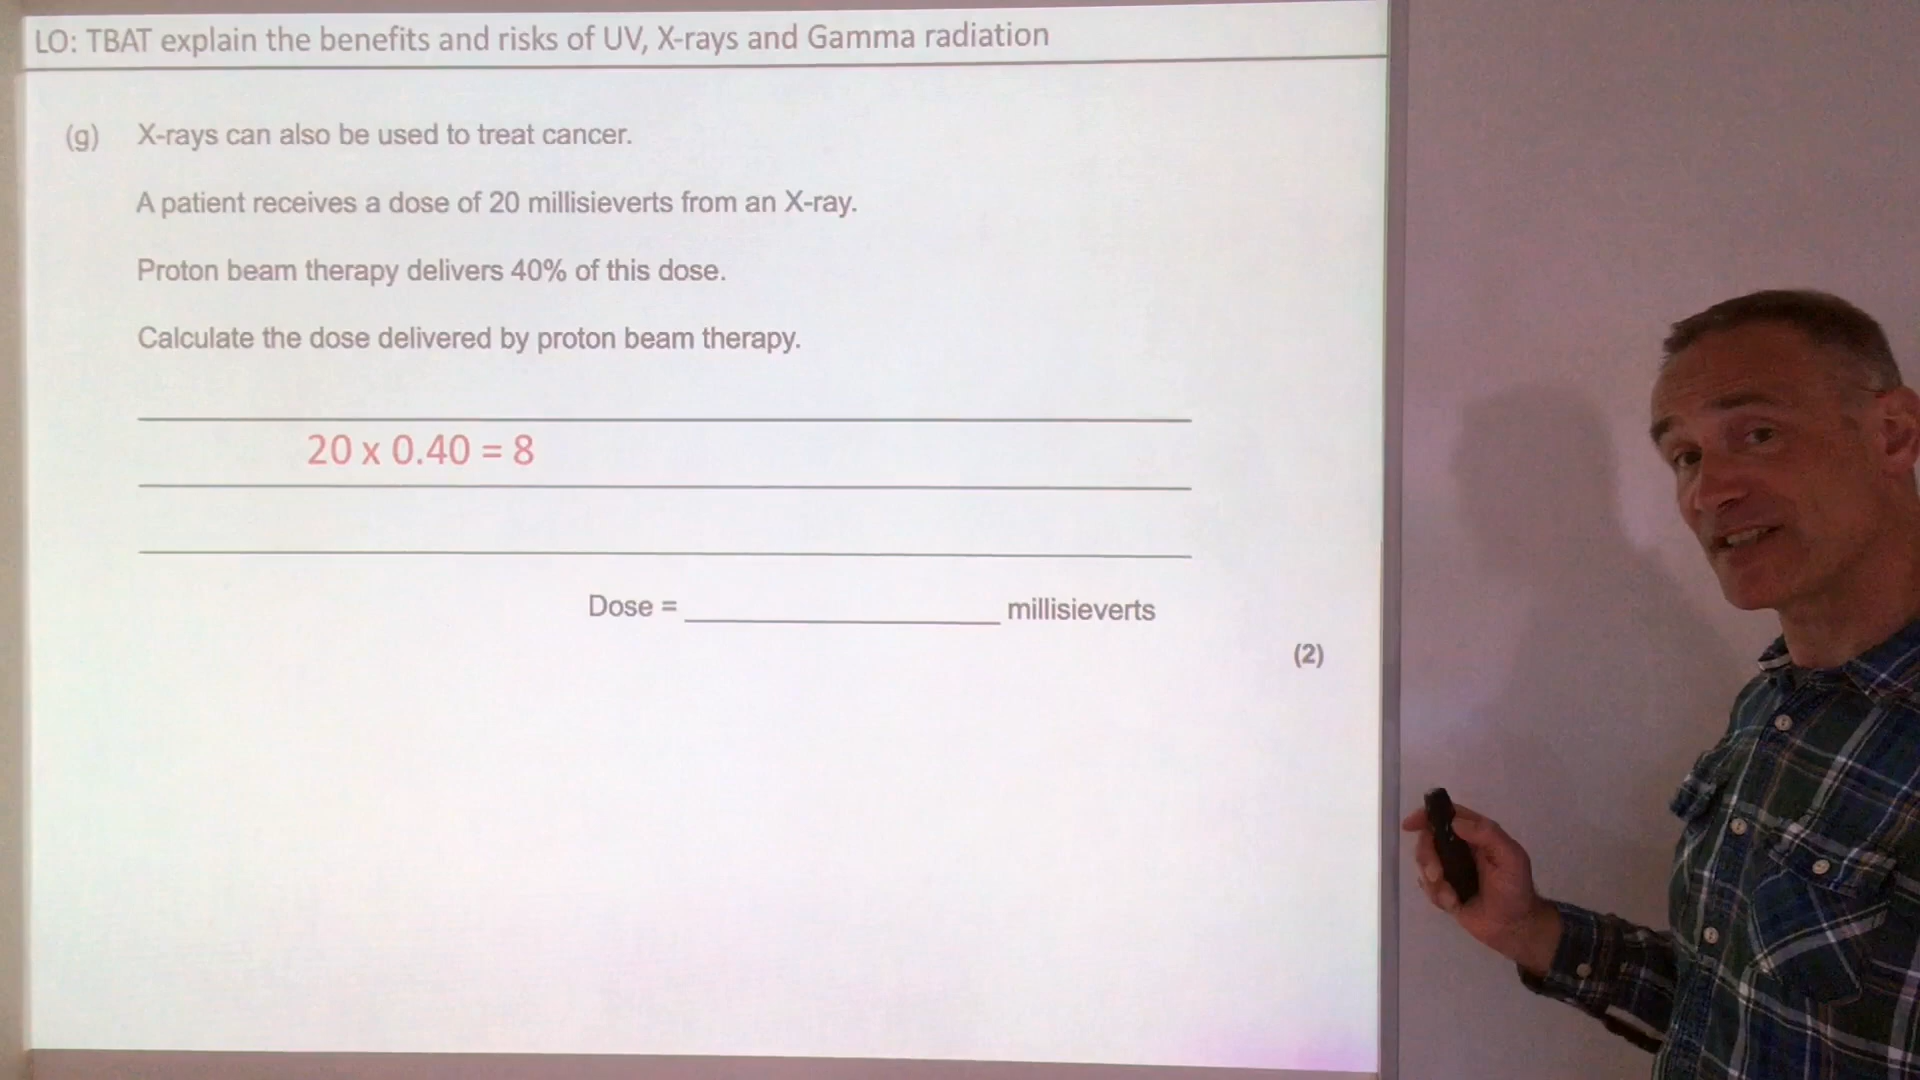 LO: TBAT explain the benefits and risks of UV, X-rays and Gamma radiation
(g) X-rays can also be used to treat cancer.
A patient receives a dose of 20 millisieverts from an X-ray.
Proton beam therapy delivers 40% of this dose.
Calculate the dose delivered by proton beam therapy.
20 x 0.40 = 8
Dose = ____________________ millisieverts
(2)